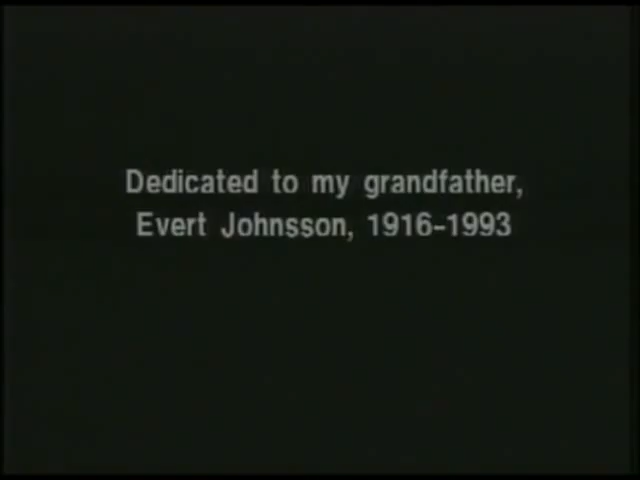 Dedicated to my grandfather,
Evert Johnsson, 1916-1993